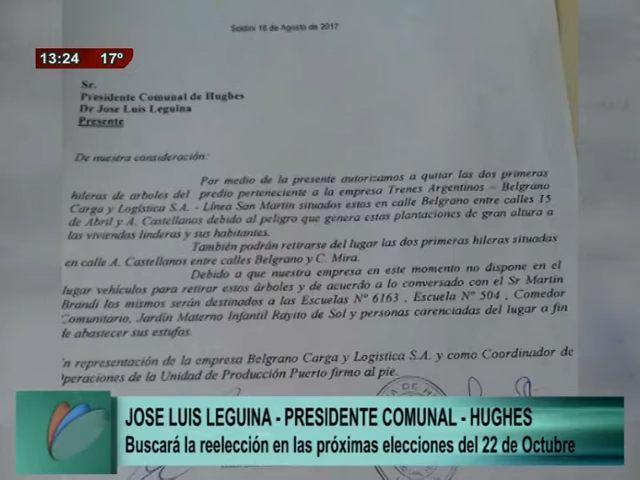 Soldini 16 de Agosto de 2017
13:24 17º
Sr.
Presidente Comunal de Hughes
Dr Jose Luis Leguina
Presente
De nuestra consideración:
Por medio de la presente autorizamos a quitar las dos primeras
hileras de arboles del predio perteneciente a la empresa Trenes Argentinos – Belgrano
Carga y Logística S.A. – Línea San Martin situados estos en calle Belgrano entre calles 15
de Abril y A. Castellanos debido al peligro que genera estas plantaciones de gran altura a
las viviendas linderas y sus habitantes.
También podrán retirarse del lugar las dos primeras hileras situadas
en calle A. Castellanos entre calles Belgrano y C. Mira.
Debido a que nuestra empresa en este momento no dispone en el
lugar vehículos para retirar estos árboles y de acuerdo a lo conversado con el Sr Martin
Brandi los mismos serán destinados a las Escuelas Nº 6163, Escuela Nº 504, Comedor
Comunitario, Jardín Materno Infantil Rayito de Sol y personas carenciadas del lugar a fin
de abastecer sus estufas.
En representación de la empresa Belgrano Carga y Logística S.A. y como Coordinador de
Operaciones de la Unidad de Producción Puerto firmo al pie.
JOSE LUIS LEGUINA - PRESIDENTE COMUNAL - HUGHES
Buscará la reelección en las próximas elecciones del 22 de Octubre